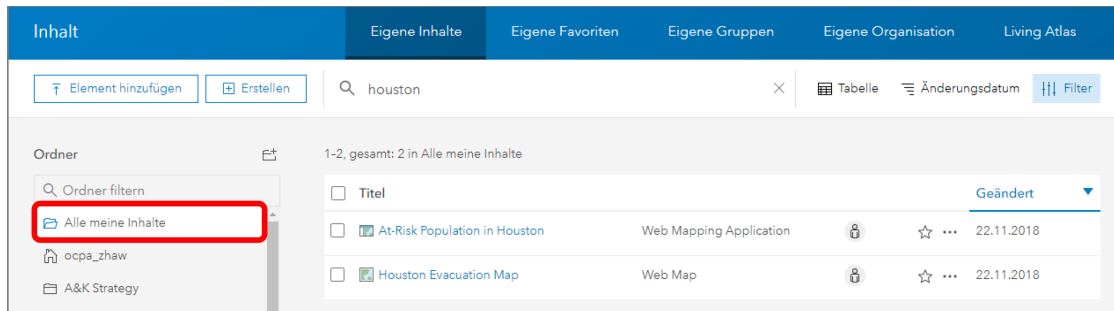 Inhalt
Eigene Inhalte
Eigene Favoriten
Eigene Gruppen
Eigene Organisation
Living Atlas
Element hinzufügen
Erstellen
houston
Tabelle
Änderungsdatum
Filter
Ordner
1–2, gesamt: 2 in Alle meine Inhalte
Ordner filtern
Titel
Geändert
Alle meine Inhalte
At-Risk Population in Houston Web Mapping Application 22.11.2018
ocpa_zhaw
Houston Evacuation Map Web Map 22.11.2018
A&K Strategy